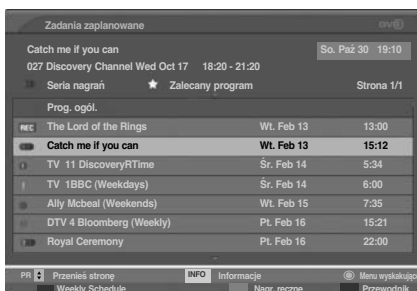 Zadania zaplanowane
Catch me if you can
So. Paź 30 19:10
027 Discovery Channel Wed Oct 17 18:20 - 21:20
Seria nagrań Zalecany program Strona 1/1
Prog. ogól.
REC The Lord of the Rings Wt. Feb 13 13:00
Catch me if you can Wt. Feb 13 15:12
TV 11 DiscoveryRTime Śr. Feb 14 5:34
TV 1BBC (Weekdays) Śr. Feb 14 6:00
Ally Mcbeal (Weekends) Wt. Feb 15 7:35
DTV 4 Bloomberg (Weekly) Pt. Feb 16 15:21
Royal Ceremony Pt. Feb 16 22:00
PR Przenieś stronę INFO Informacje Menu wyskakujące
Weekly Schedule Nagr. ręczne Przewodnik